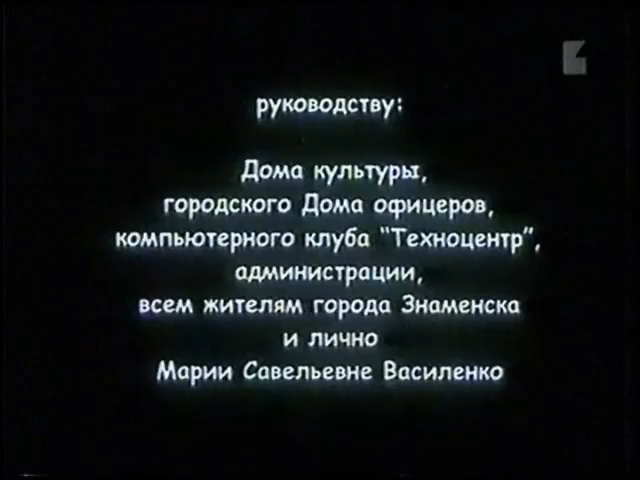 руководству:
Дома культуры,
городского Дома офицеров,
компьютерного клуба "Техноцентр",
администрации,
всем жителям города Знаменска
и лично
Марии Савельевне Василенко